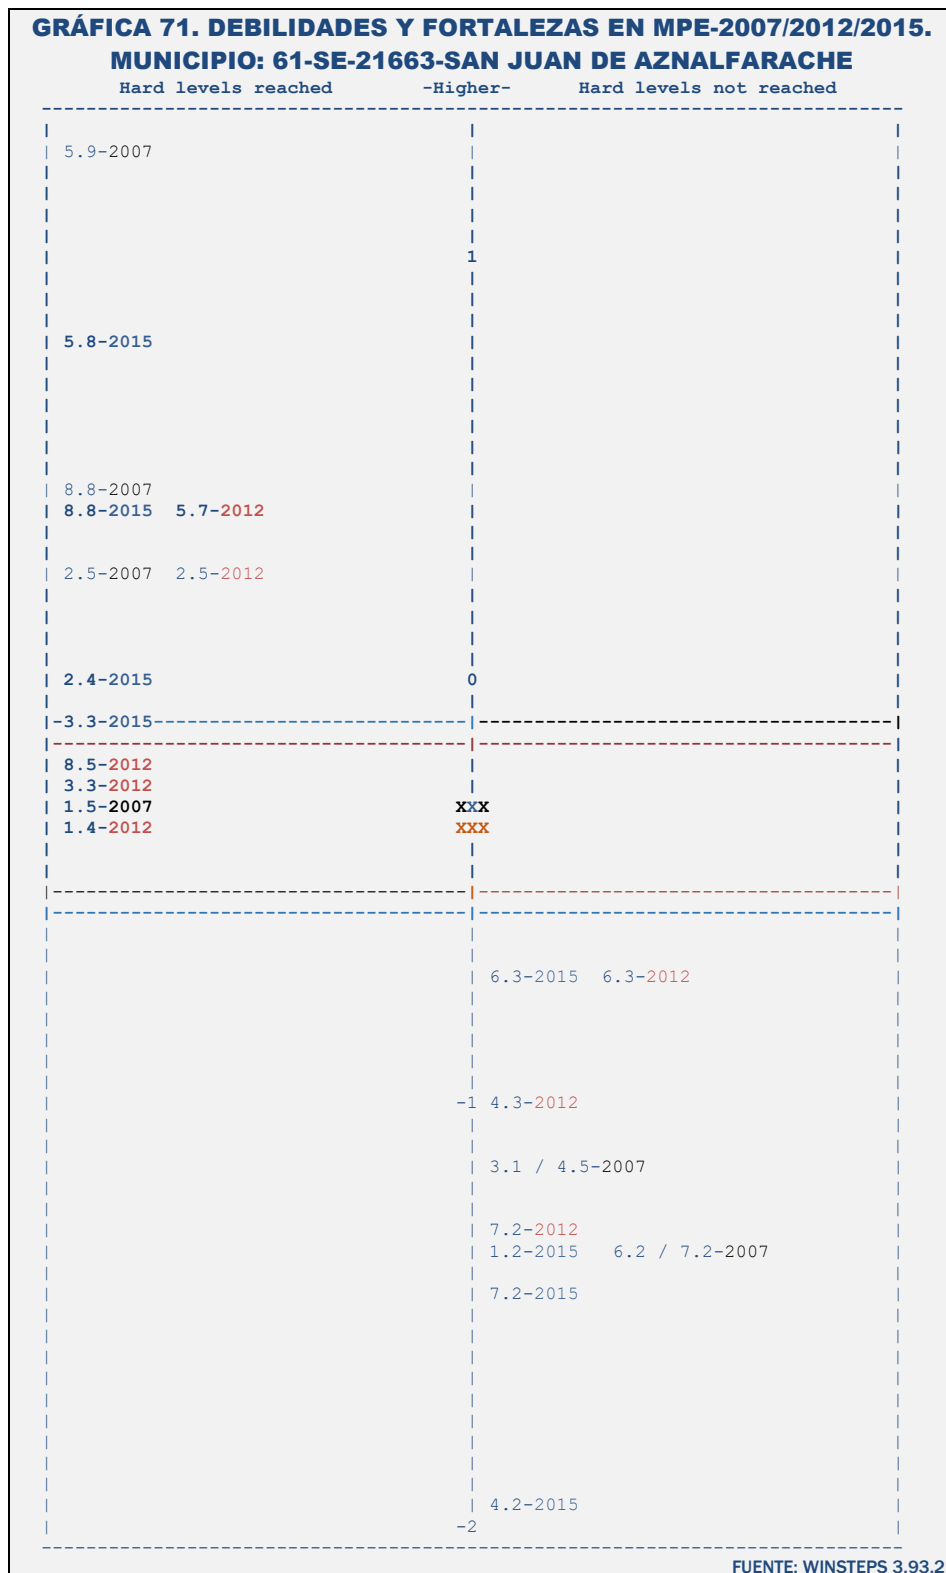 GRÁFICA 71. DEBILIDADES Y FORTALEZAS EN MPE-2007/2012/2015.
MUNICIPIO: 61-SE-21663-SAN JUAN DE AZNALFARACHE
Hard levels reached -Higher- Hard levels not reached
5.9-2007
1
5.8-2015
8.8-2007
8.8-2015 5.7-2012
2.5-2007 2.5-2012
2.4-2015 0
-3.3-2015
8.5-2012
3.3-2012
1.5-2007 XXX
1.4-2012 XXX
6.3-2015 6.3-2012
-1 4.3-2012
3.1 / 4.5-2007
7.2-2012
1.2-2015 6.2 / 7.2-2007
7.2-2015
4.2-2015
-2
FUENTE: WINSTEPS 3.93.2